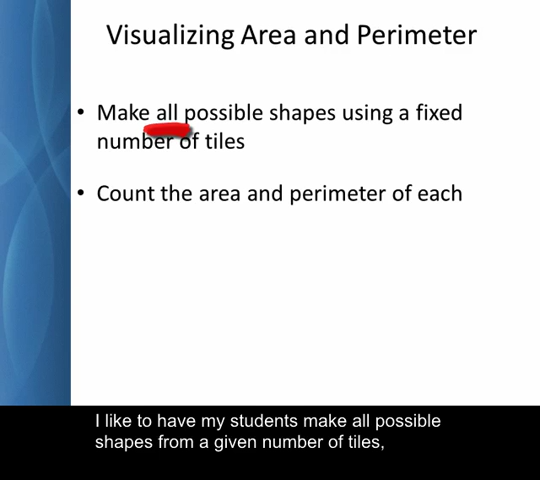 Visualizing Area and Perimeter
• Make all possible shapes using a fixed
number of tiles
• Count the area and perimeter of each
I like to have my students make all possible
shapes from a given number of tiles,